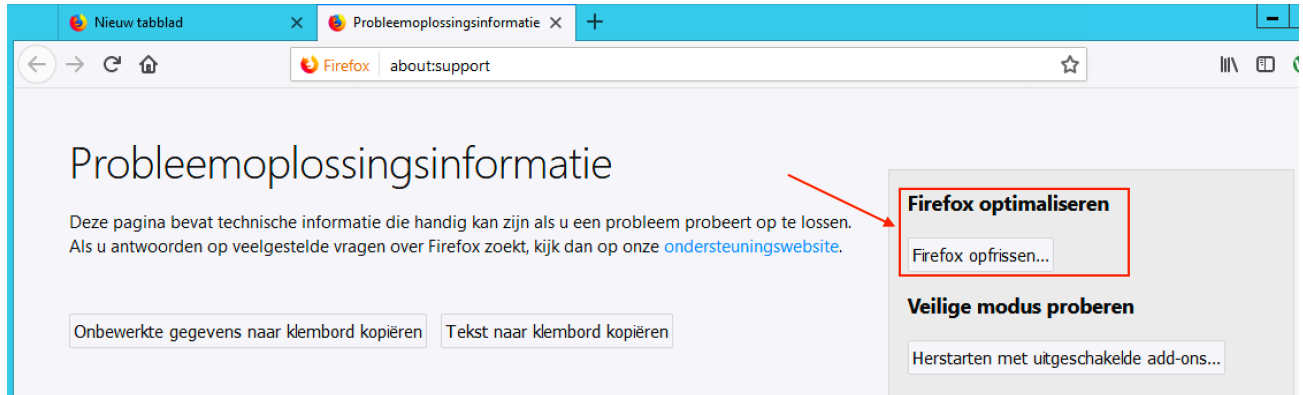 Nieuw tabblad
Probleemoplossingsinformatie
Firefox about:support
Probleemoplossingsinformatie
Deze pagina bevat technische informatie die handig kan zijn als u een probleem probeert op te lossen.
Als u antwoorden op veelgestelde vragen over Firefox zoekt, kijk dan op onze ondersteuningswebsite.
Onbewerkte gegevens naar klembord kopiëren
Tekst naar klembord kopiëren
Firefox optimaliseren
Firefox opfrissen...
Veilige modus proberen
Herstarten met uitgeschakelde add-ons...